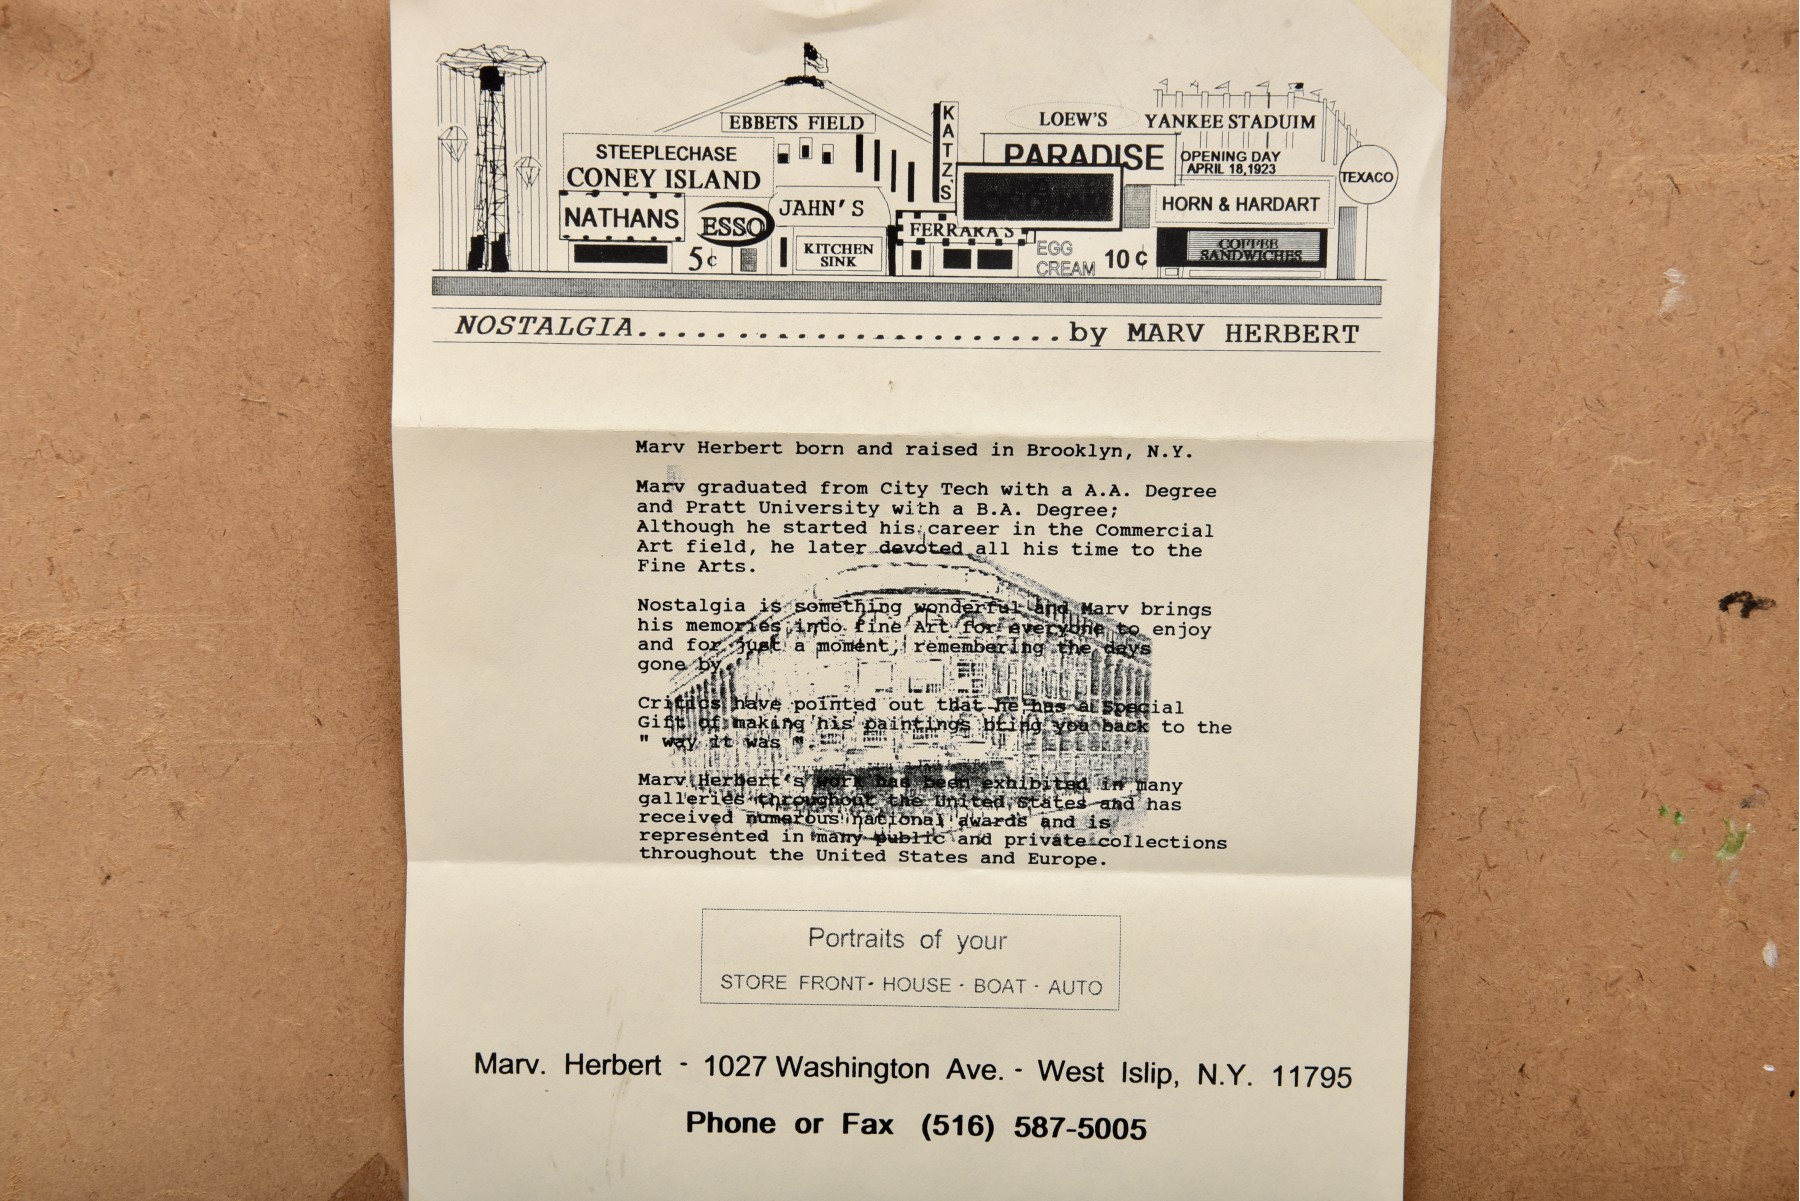 EBBETS FIELD
KATZ'S
LOEW'S
YANKEE STADUIM
STEEPLECHASE
CONEY ISLAND
PARADISE
OPENING DAY
APRIL 18,1923
TEXACO
NATHANS
ESSO
JAHN'S
FERRARA'S
HORN & HARDART
5¢
KITCHEN
SINK
EGG
CREAM
10¢
COFFEE
SANDWICHES
NOSTALGIA.........................by MARV HERBERT
Marv Herbert born and raised in Brooklyn, N.Y.
Marv graduated from City Tech with a A.A. Degree
and Pratt University with a B.A. Degree;
Although he started his career in the Commercial
Art field, he later devoted all his time to the
Fine Arts.
Nostalgia is something wonderful and Marv brings
his memories into fine Art for everyone to enjoy
and for just a moment, remembering the days
gone by.
Critics have pointed out that he has a Special
Gift of making his paintings bring you back to the
" way it was ".
Marv Herbert's work has been exhibited in many
galleries throughout the United States and has
received numerous national awards and is
represented in many public and private collections
throughout the United States and Europe.
Portraits of your
STORE FRONT - HOUSE - BOAT - AUTO
Marv. Herbert - 1027 Washington Ave. - West Islip, N.Y. 11795
Phone or Fax (516) 587-5005